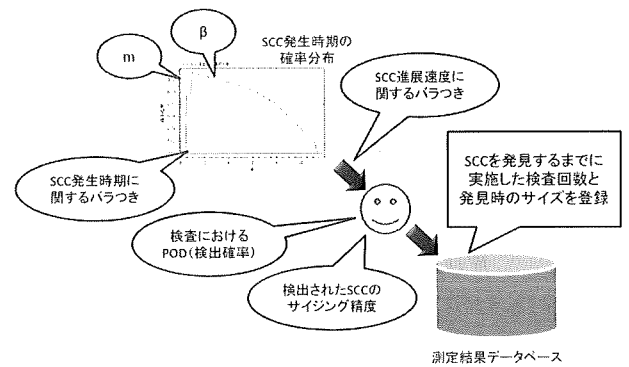 β
SCC発生時期の
確率分布
m
SCC進展速度に
関するバラつき
SCC発生時期に
関するバラつき
SCCを発見するまでに
実施した検査回数と
発見時のサイズを登録
検査における
POD(検出確率)
検出されたSCCの
サイジング精度
測定結果データベース